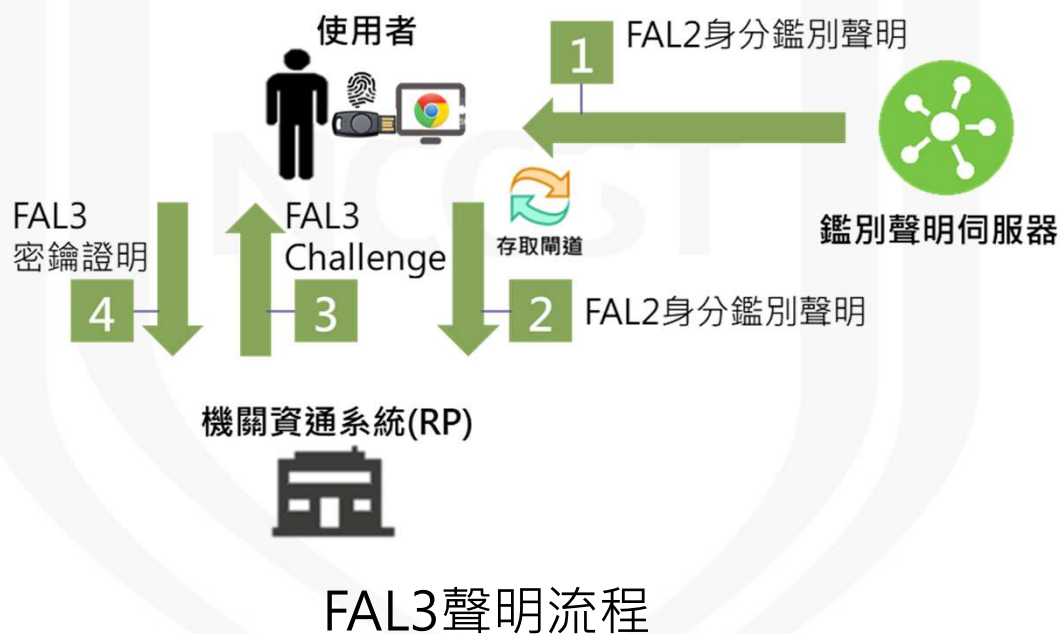 使用者
1
FAL2身分鑑別聲明
鑑別聲明伺服器
存取閘道
2
FAL2身分鑑別聲明
FAL3
Challenge
3
FAL3
密鑰證明
4
機關資通系統(RP)
FAL3聲明流程
NCCST